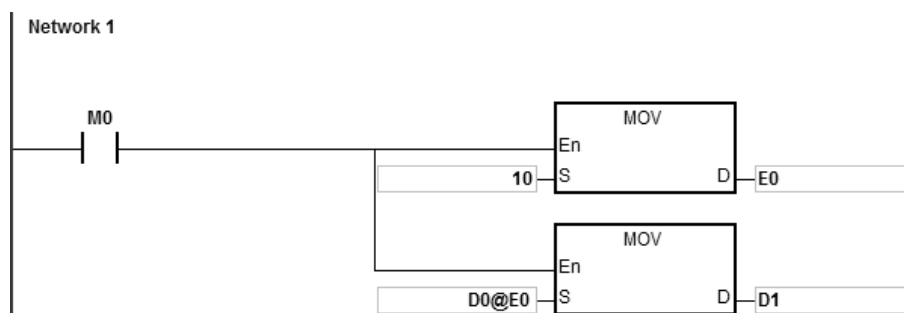 Network 1
M0
MOV
En
10 S D E0
MOV
En
D0@E0 S D D1